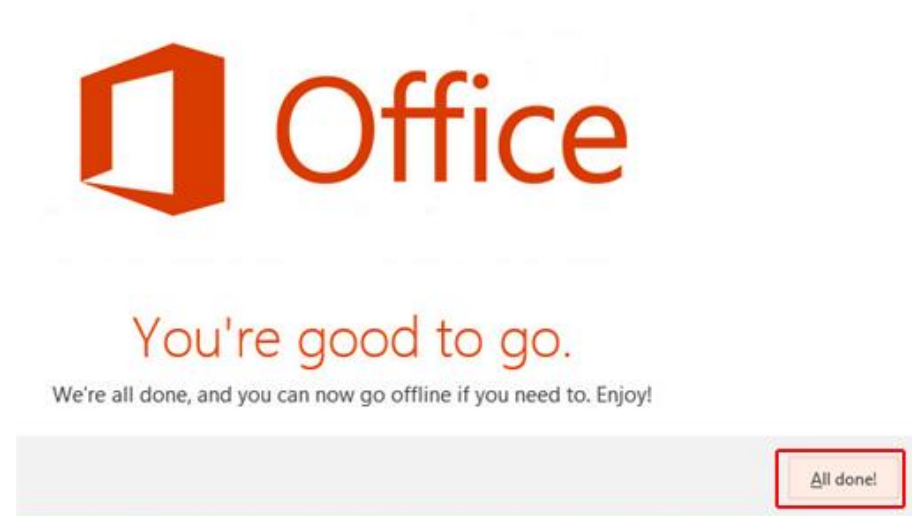 Office
You're good to go.
We're all done, and you can now go offline if you need to. Enjoy!
All done!